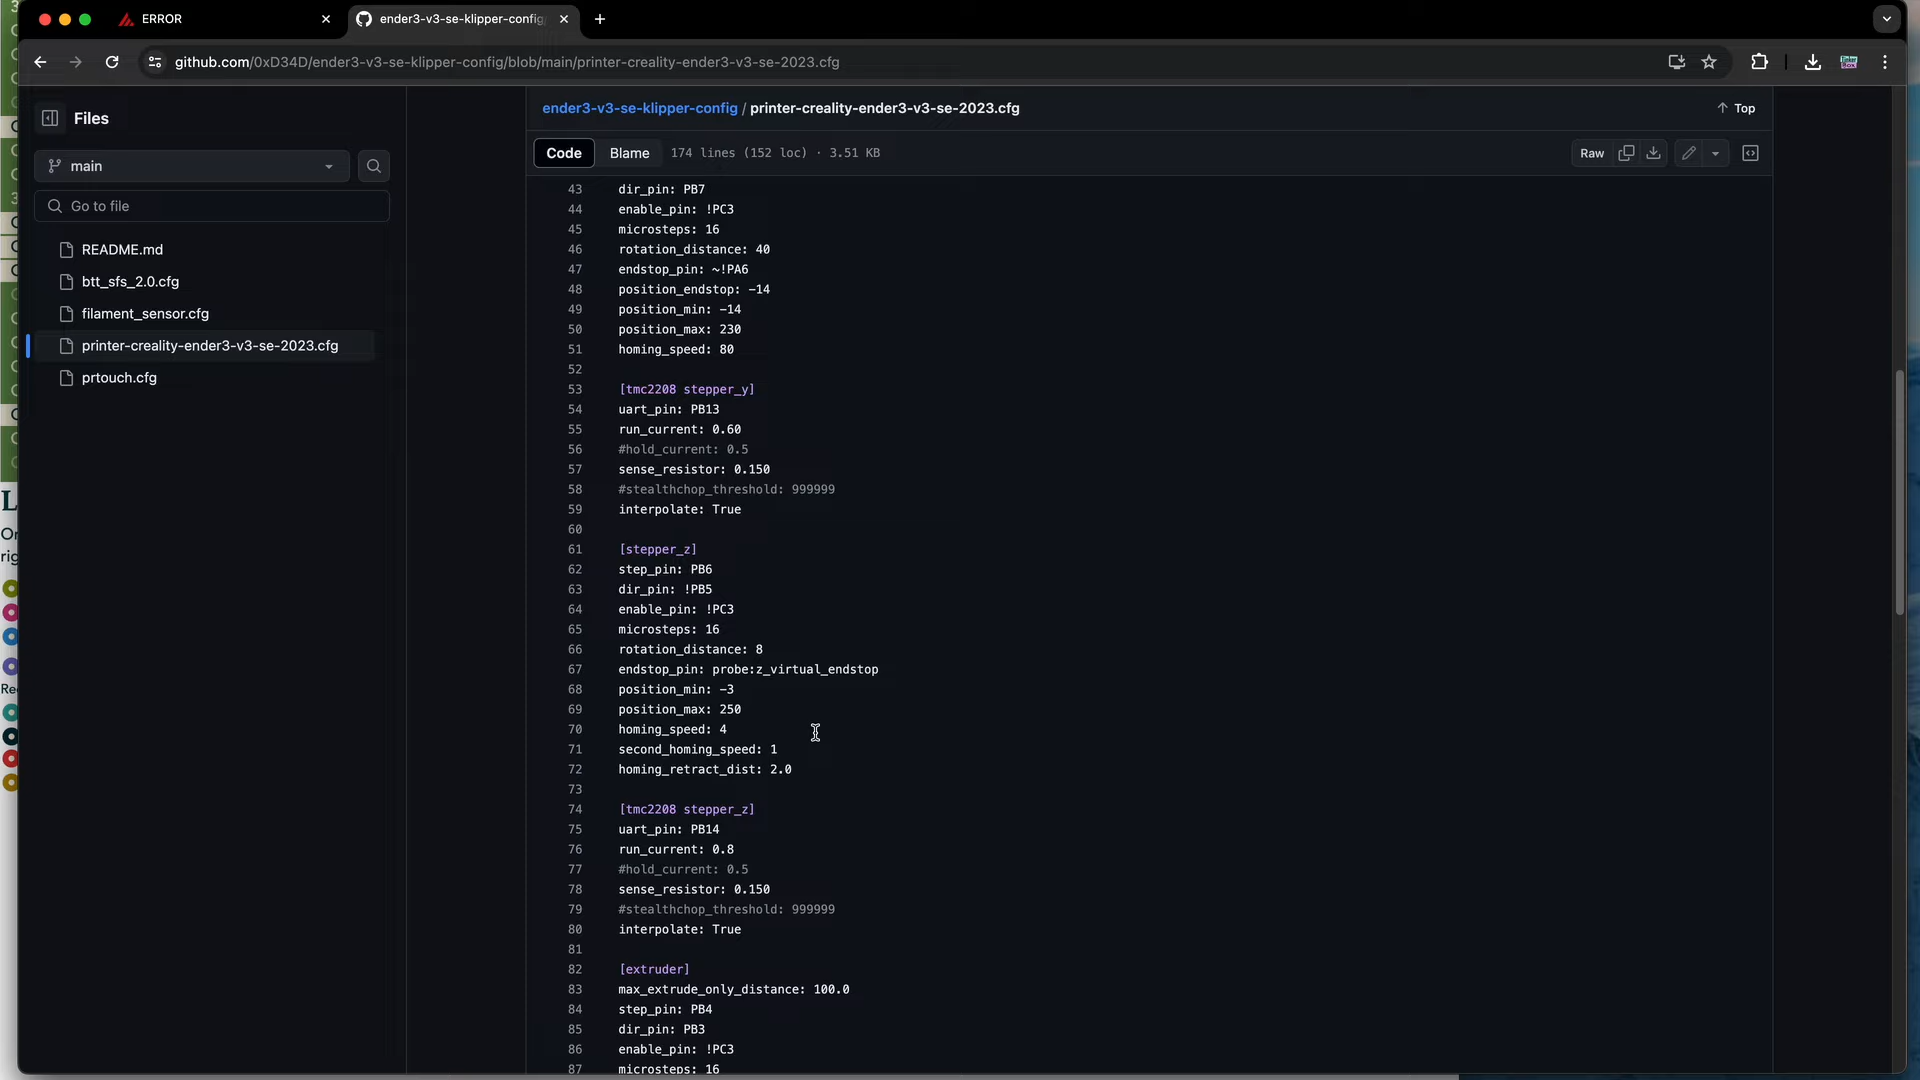 ERROR
ender3-v3-se-klipper-config
github.com/0xD34D/ender3-v3-se-klipper-config/blob/main/printer-creality-ender3-v3-se-2023.cfg
Files
main
Go to file
README.md
btt_sfs_2.0.cfg
filament_sensor.cfg
printer-creality-ender3-v3-se-2023.cfg
prtouch.cfg
ender3-v3-se-klipper-config / printer-creality-ender3-v3-se-2023.cfg
Top
Code Blame 174 lines (152 loc) · 3.51 KB
Raw
43 dir_pin: PB7
44 enable_pin: !PC3
45 microsteps: 16
46 rotation_distance: 40
47 endstop_pin: ~!PA6
48 position_endstop: -14
49 position_min: -14
50 position_max: 230
51 homing_speed: 80
52
53 [tmc2208 stepper_y]
54 uart_pin: PB13
55 run_current: 0.60
56 #hold_current: 0.5
57 sense_resistor: 0.150
58 #stealthchop_threshold: 999999
59 interpolate: True
60
61 [stepper_z]
62 step_pin: PB6
63 dir_pin: !PB5
64 enable_pin: !PC3
65 microsteps: 16
66 rotation_distance: 8
67 endstop_pin: probe:z_virtual_endstop
68 position_min: -3
69 position_max: 250
70 homing_speed: 4
71 second_homing_speed: 1
72 homing_retract_dist: 2.0
73
74 [tmc2208 stepper_z]
75 uart_pin: PB14
76 run_current: 0.8
77 #hold_current: 0.5
78 sense_resistor: 0.150
79 #stealthchop_threshold: 999999
80 interpolate: True
81
82 [extruder]
83 max_extrude_only_distance: 100.0
84 step_pin: PB4
85 dir_pin: PB3
86 enable_pin: !PC3
87 microsteps: 16